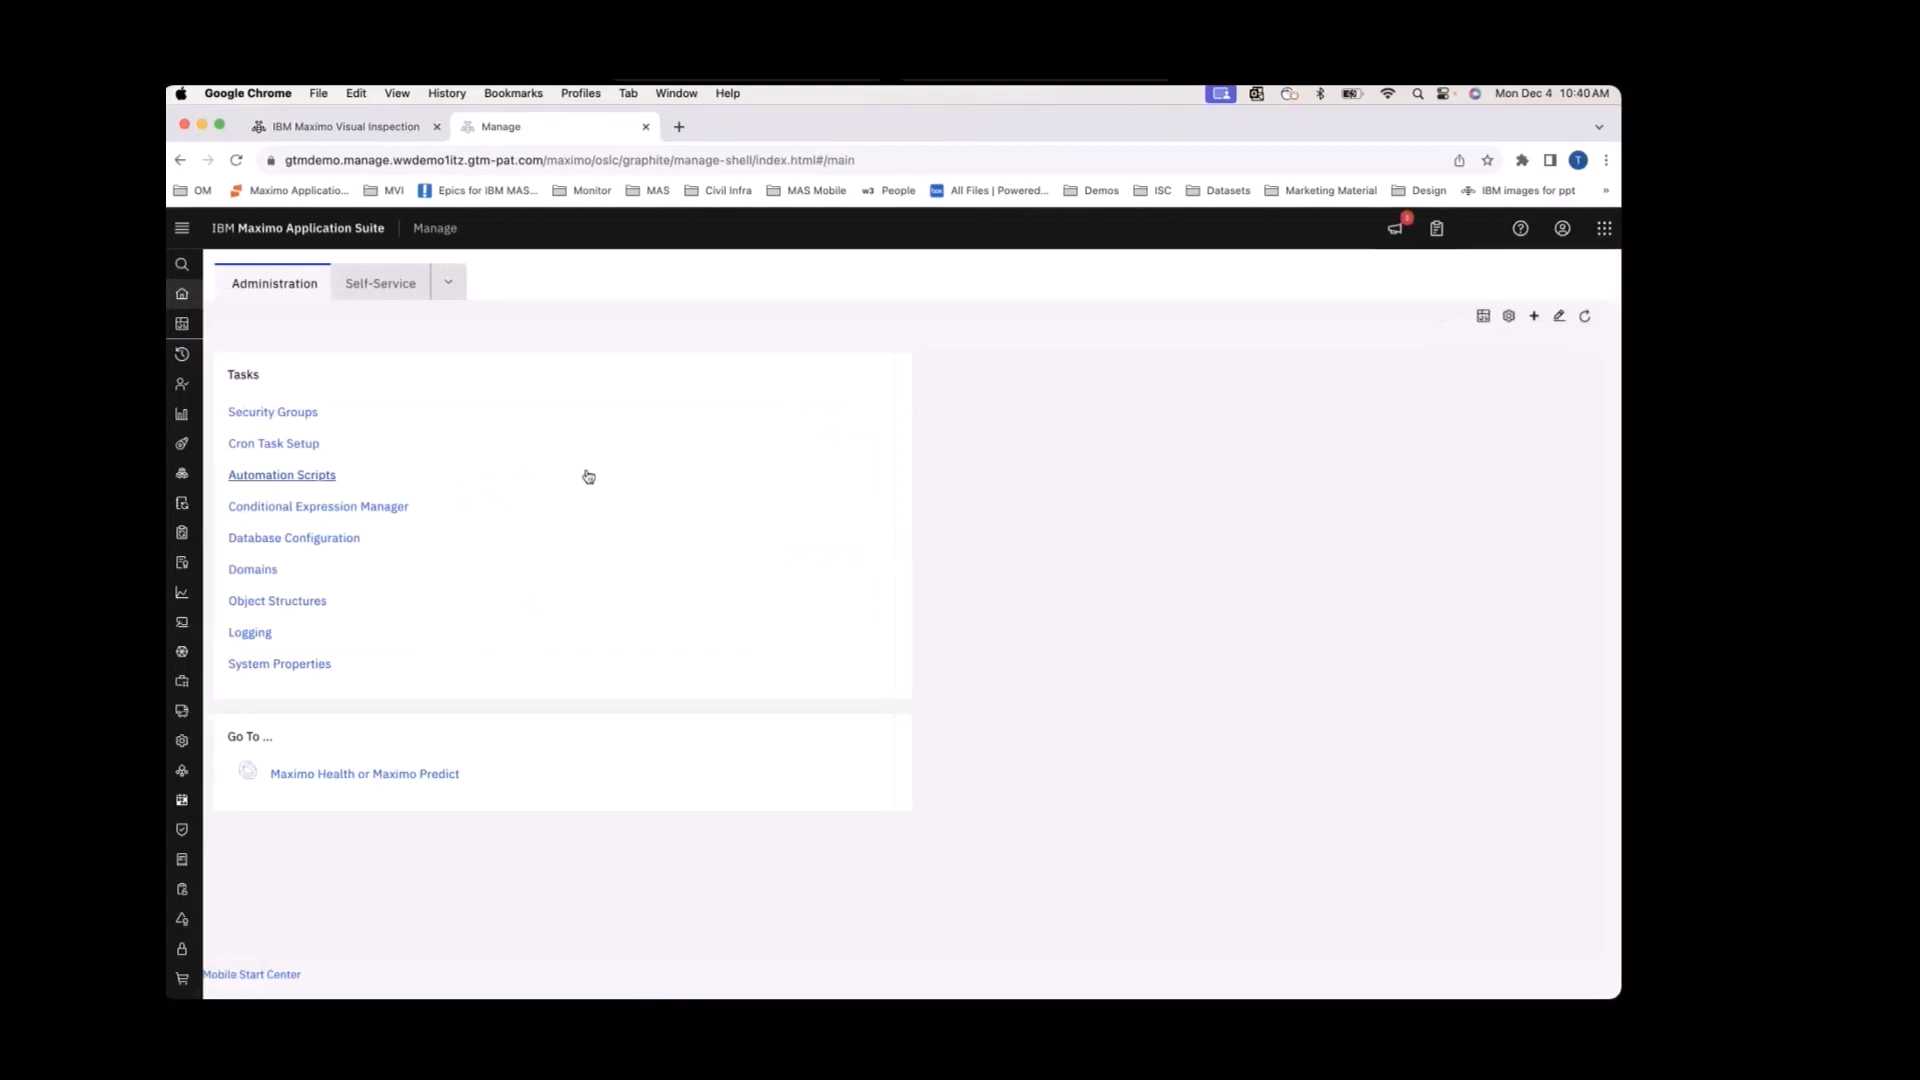 Google Chrome File Edit View History Bookmarks Profiles Tab Window Help Mon Dec 4 10:40 AM
IBM Maximo Visual Inspection Manage
gtmdemo.manage.wwdemo1itz.gtm-pat.com/maximo/oslc/graphite/manage-shell/index.html#/main T
OM Maximo Applicatio... MVI Epics for IBM MAS... Monitor MAS Civil Infra MAS Mobile w3 People box All Files | Powered... Demos ISC Datasets Marketing Material Design IBM images for ppt »
IBM Maximo Application Suite Manage 3
Administration Self-Service
Tasks
Security Groups
Cron Task Setup
Automation Scripts
Conditional Expression Manager
Database Configuration
Domains
Object Structures
Logging
System Properties
Go To ...
Maximo Health or Maximo Predict
Mobile Start Center